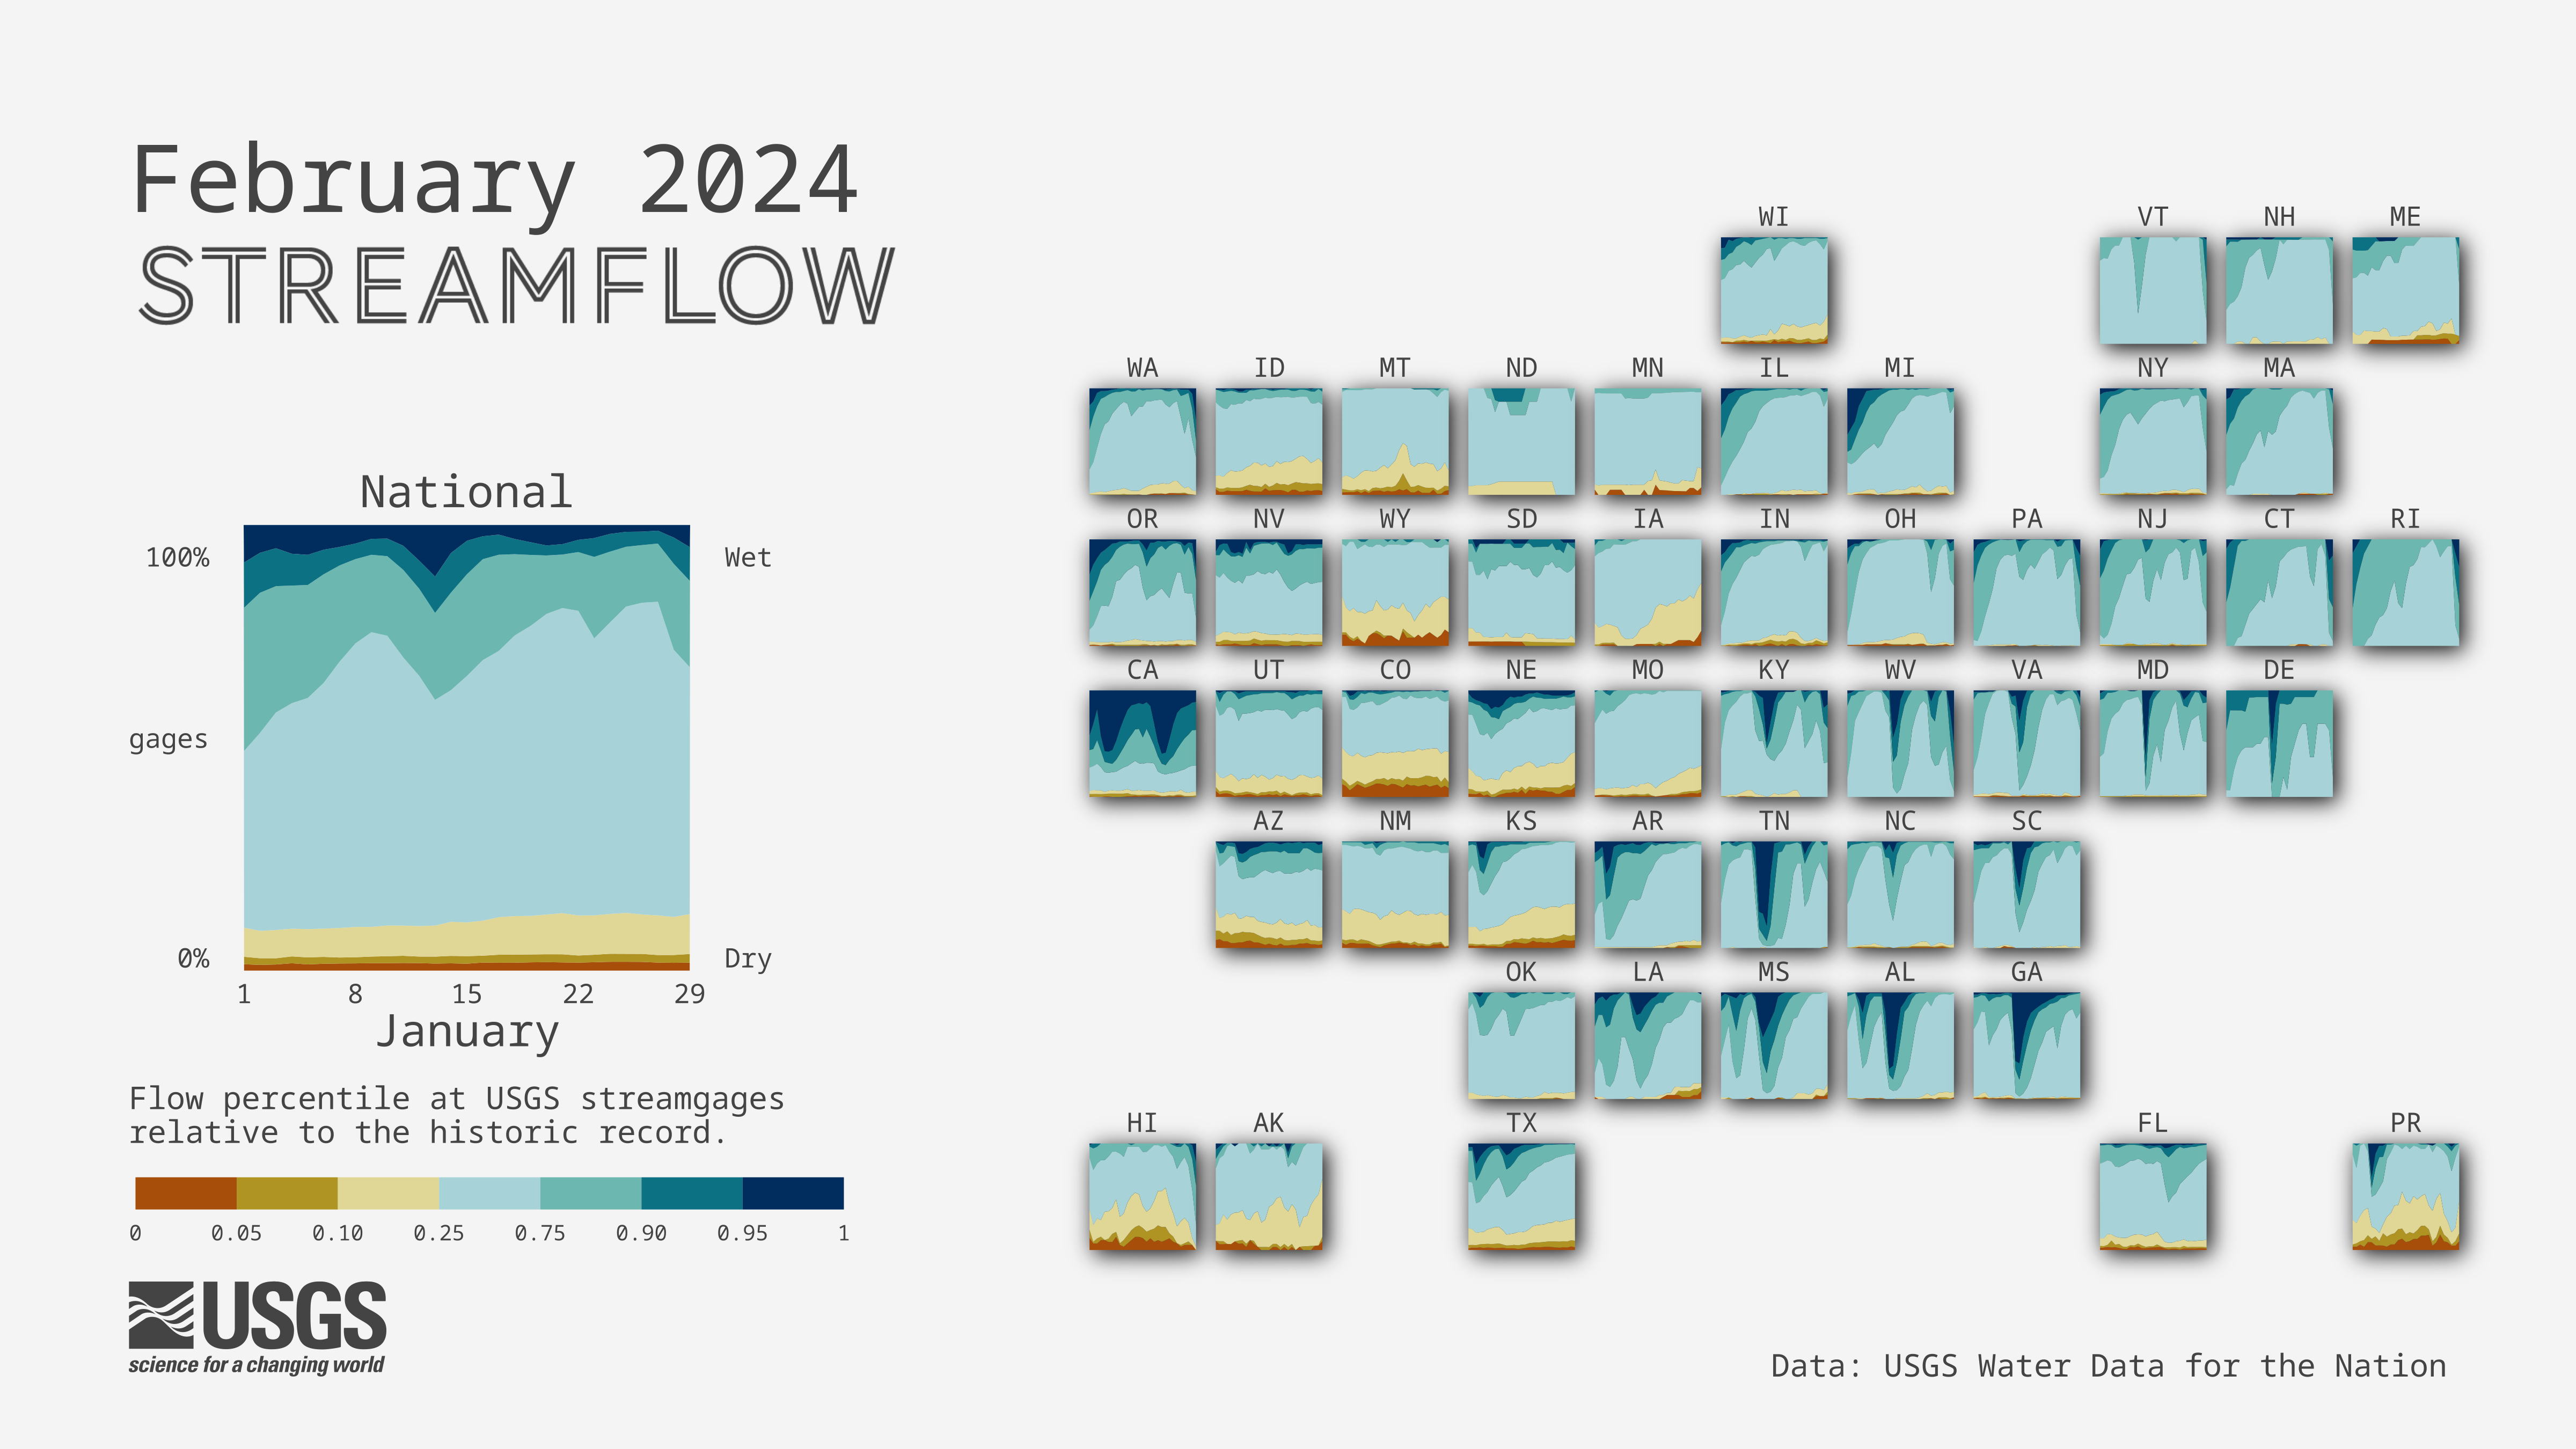 February 2024
STREAMFLOW
National
100%
Wet
gages
0%
Dry
1 8 15 22 29
January
Flow percentile at USGS streamgages
relative to the historic record.
0 0.05 0.10 0.25 0.75 0.90 0.95 1
USGS
science for a changing world
WI VT NH ME
WA ID MT ND MN IL MI NY MA
OR NV WY SD IA IN OH PA NJ CT RI
CA UT CO NE MO KY WV VA MD DE
AZ NM KS AR TN NC SC
OK LA MS AL GA
HI AK TX FL PR
Data: USGS Water Data for the Nation